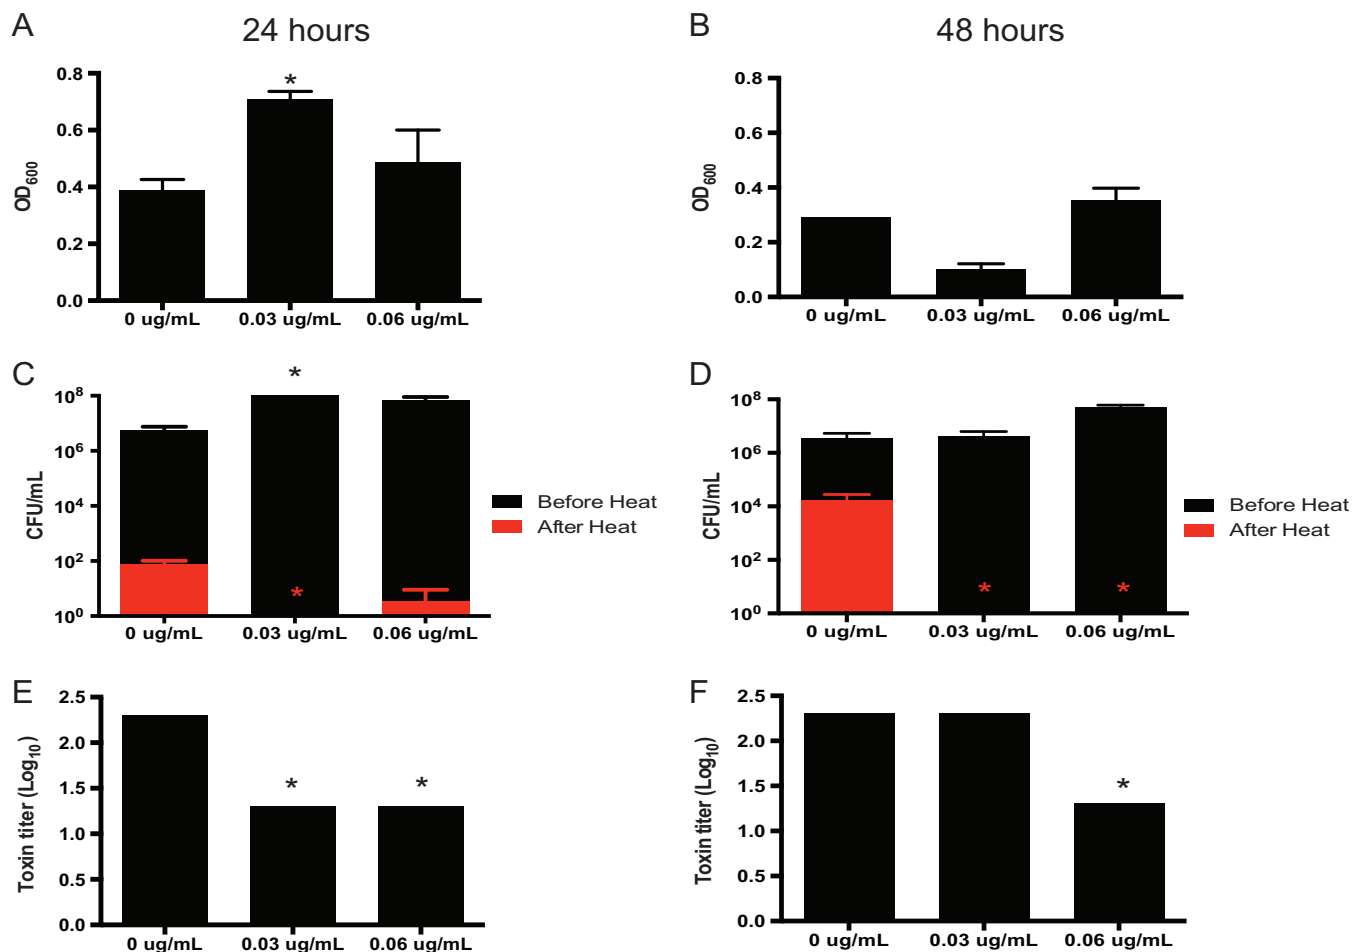 A
24 hours
B
48 hours
0.8
*
0.6
0.4
0.2
0.0
OD600
0 ug/mL 0.03 ug/mL 0.06 ug/mL
0.8
0.6
0.4
0.2
0.0
OD600
0 ug/mL 0.03 ug/mL 0.06 ug/mL
C
*
10^8
10^6
10^4
10^2
10^0
CFU/mL
*
0 ug/mL 0.03 ug/mL 0.06 ug/mL
Before Heat
After Heat
D
10^8
10^6
10^4
10^2
10^0
CFU/mL
* *
0 ug/mL 0.03 ug/mL 0.06 ug/mL
Before Heat
After Heat
E
2.5
2.0
1.5
1.0
0.5
0.0
Toxin titer (Log10)
* *
0 ug/mL 0.03 ug/mL 0.06 ug/mL
F
2.5
2.0
1.5
1.0
0.5
0.0
Toxin titer (Log10)
*
0 ug/mL 0.03 ug/mL 0.06 ug/mL